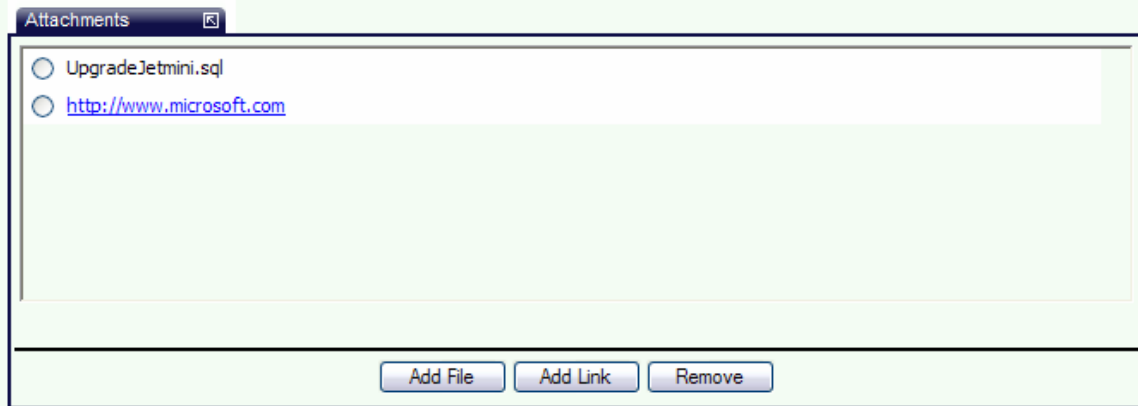 Attachments
UpgradeJetmini.sql
http://www.microsoft.com
Add File Add Link Remove